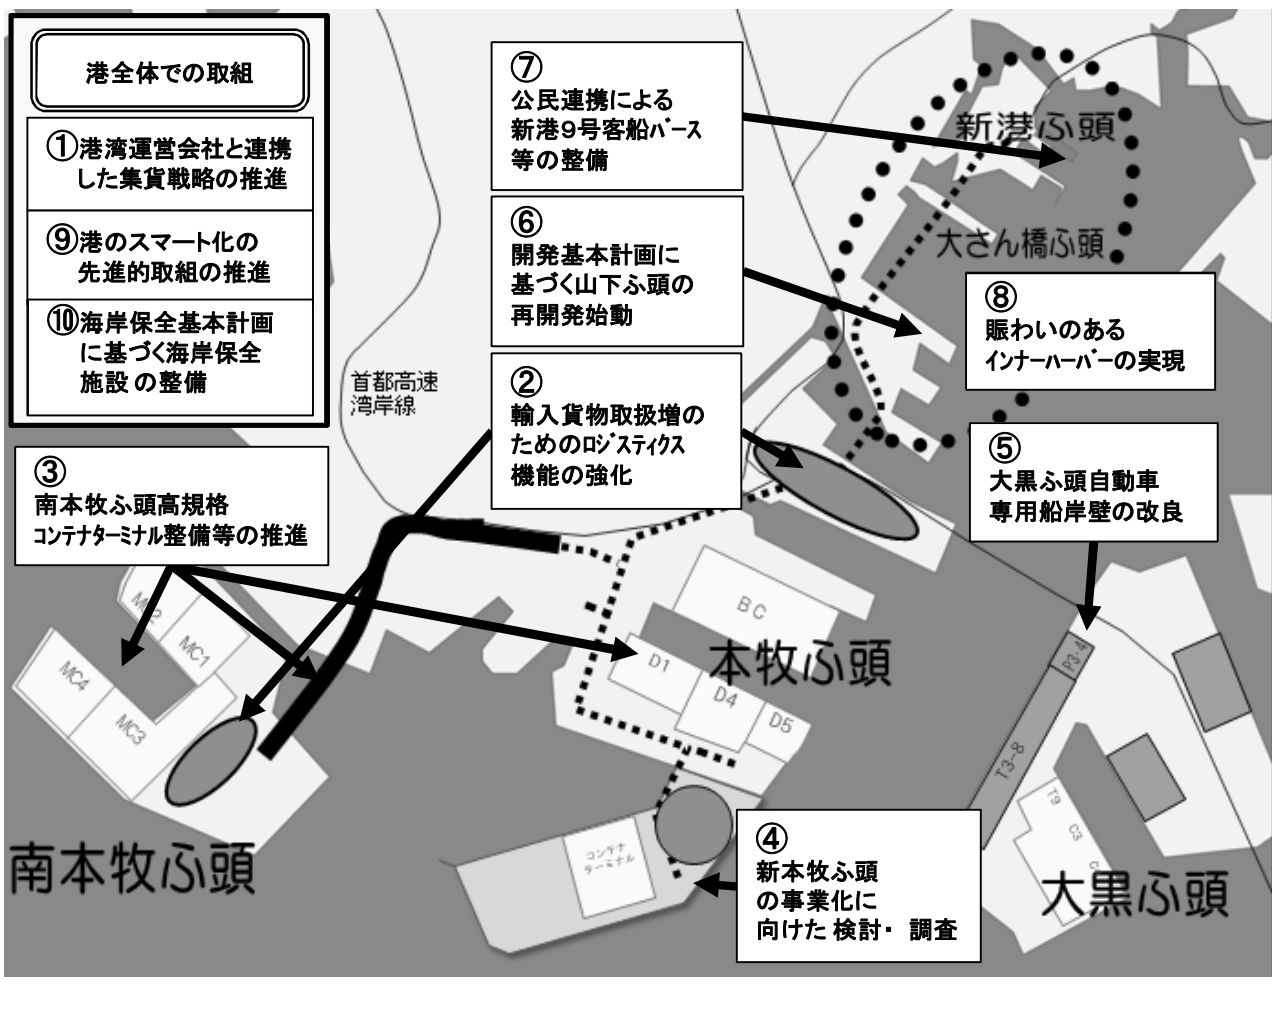 港全体での取組
①港湾運営会社と連携
した集貨戦略の推進
⑨港のスマート化の
先進的取組の推進
⑩海岸保全基本計画
に基づく海岸保全
施設の整備
⑦
公民連携による
新港9号客船ﾊﾞｰｽ
等の整備
⑥
開発基本計画に
基づく山下ふ頭の
再開発始動
②
輸入貨物取扱増の
ためのﾛｼﾞｽﾃｨｸｽ
機能の強化
新港ふ頭
大さん橋ふ頭
⑧
賑わいのある
ｲﾝﾅｰﾊｰﾊﾞｰの実現
首都高速
湾岸線
③
南本牧ふ頭高規格
ｺﾝﾃﾅﾀｰﾐﾅﾙ整備等の推進
⑤
大黒ふ頭自動車
専用船岸壁の改良
MC2
MC1
MC4
MC3
南本牧ふ頭
BC
本牧ふ頭
D1
D4
D5
P3-4
T3-8
T9
C3
大黒ふ頭
コンテナ
ターミナル
④
新本牧ふ頭
の事業化に
向けた検討・ 調査